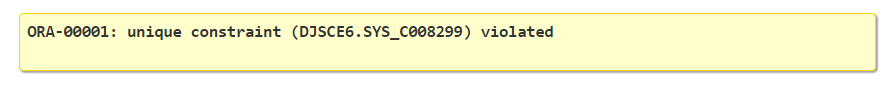 ORA-00001: unique constraint (DJSCE6.SYS_C008299) violated